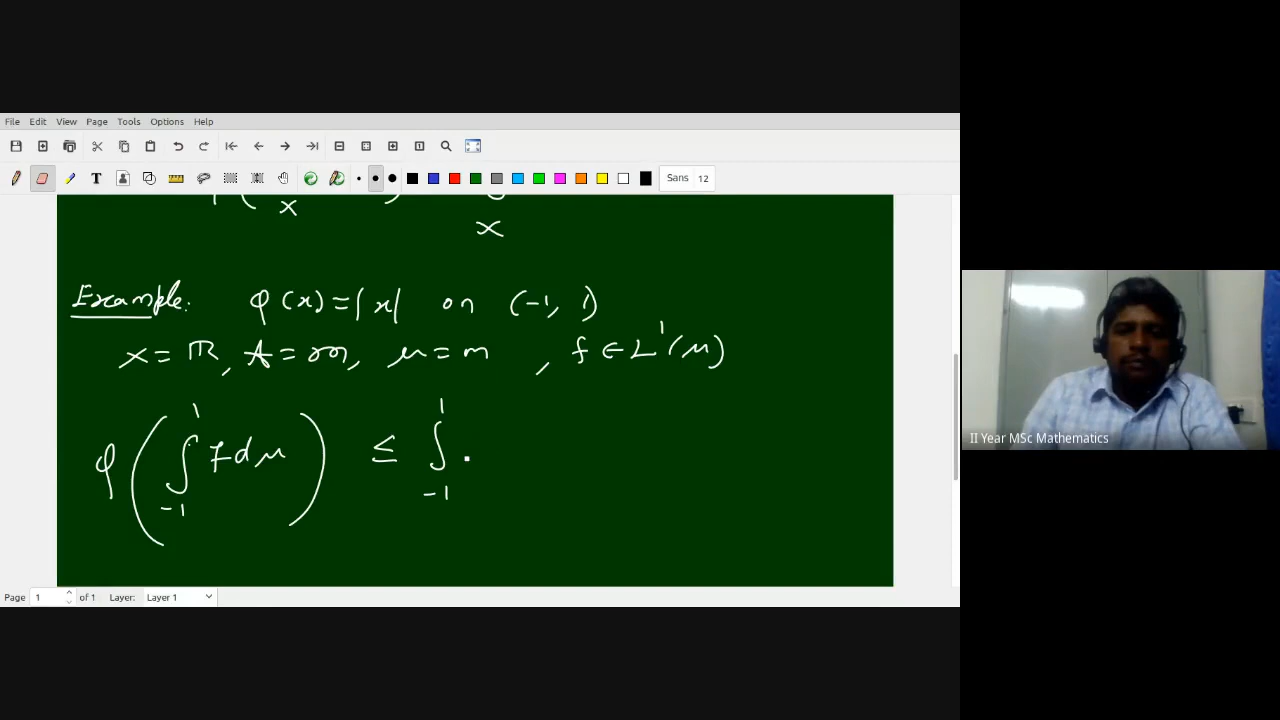 File Edit View Page Tools Options Help
Sans 12
x
x
Example: φ(x) = |x| on (-1, 1)
X = ℝ, A = m, μ = m, f ∈ L¹(μ)
φ(∫₋₁¹ f dμ) ≤ ∫₋₁¹
II Year MSc Mathematics
Page 1 of 1 Layer: Layer 1